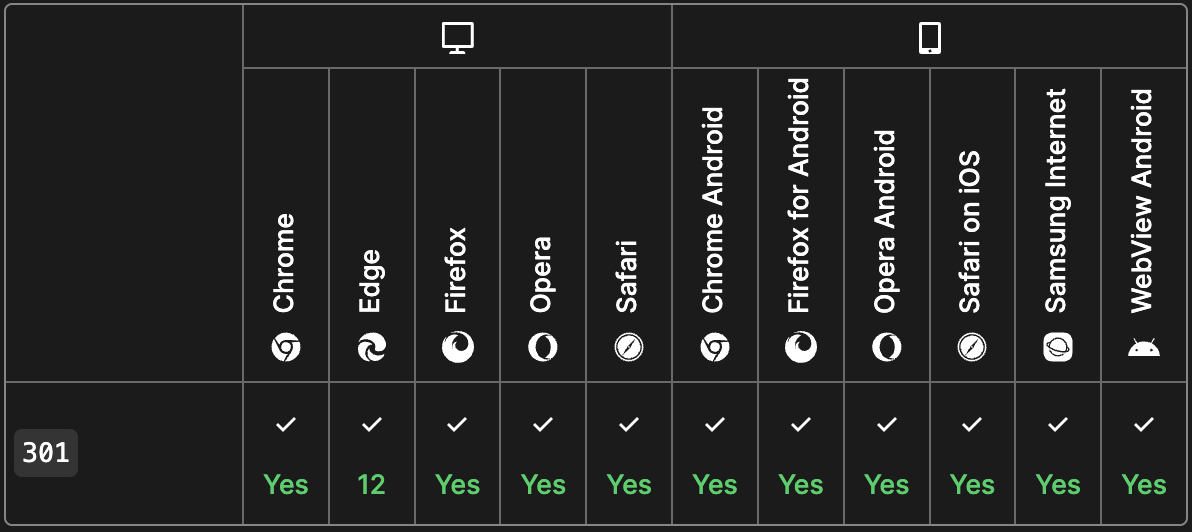 Chrome
Edge
Firefox
Opera
Safari
Chrome Android
Firefox for Android
Opera Android
Safari on iOS
Samsung Internet
WebView Android
301
Yes
12
Yes
Yes
Yes
Yes
Yes
Yes
Yes
Yes
Yes